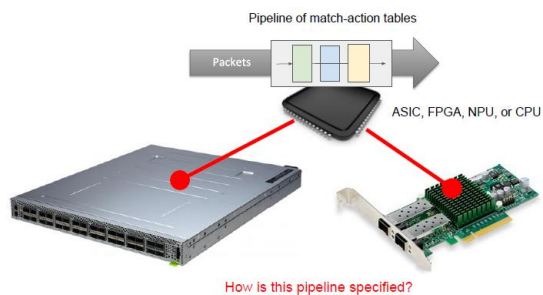 Pipeline of match-action tables
Packets
ASIC, FPGA, NPU, or CPU
How is this pipeline specified?